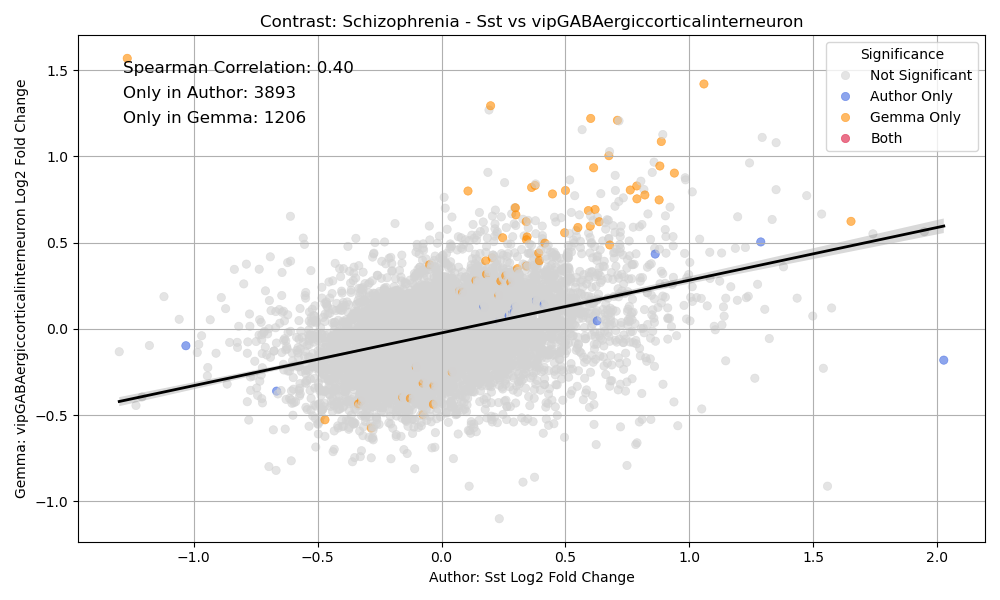 Contrast: Schizophrenia - Sst vs vipGABAergiccorticalinterneuron
Spearman Correlation: 0.40
Only in Author: 3893
Only in Gemma: 1206
Significance
Not Significant
Author Only
Gemma Only
Both
Gemma: vipGABAergiccorticalinterneuron Log2 Fold Change
1.5
1.0
0.5
0.0
−0.5
−1.0
−1.0
−0.5
0.0
0.5
1.0
1.5
2.0
Author: Sst Log2 Fold Change